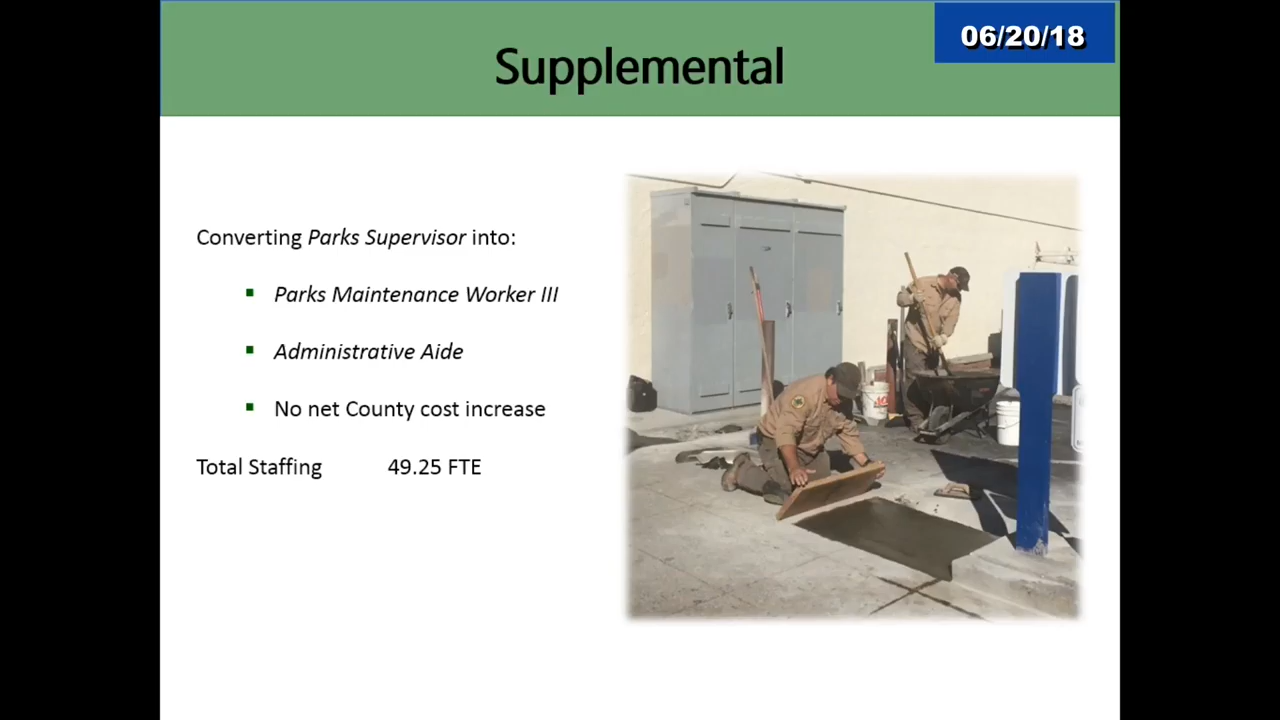 06/20/18
Supplemental
Converting Parks Supervisor into:
Parks Maintenance Worker III
Administrative Aide
No net County cost increase
Total Staffing 49.25 FTE